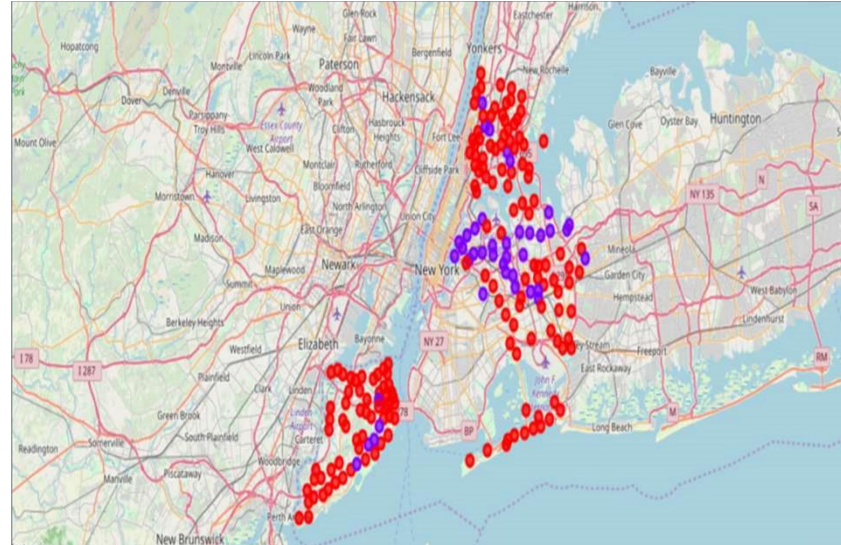 Hopatcong
Wayne
Glen Rock
Fair Lawn
Bergenfield
Eastchester
Harrison
Yonkers
New Rochelle
Montville
Lincoln Park
Paterson
Bayville
Dover
Denville
Woodland
Park
Hackensack
Parsippany-
Troy Hills
Essex County
Airport
West Caldwell
Clifton
Hasbrouck
Heights
Fort Lee
Glen Cove
Oyster Bay
Huntington
Mount Olive
Hanover
Montclair
Rutherford
Cliffside Park
Bloomfield
Morristown
Livingston
North Arlington
Union City
NY 135
N
SA
Madison
East Orange
Mineola
Maplewood
Newark
New York
Garden City
Summit
Hempstead
West Babylon
Union
Lindenhurst
Berkeley Heights
Bayonne
Elizabeth
NY 27
ey Stream
Freeport
I 78
I 287
Westfield
East Rockaway
RM
Plainfield
Clark
Linden
John F
78
Green Brook
Linden
Airport
Carteret
M
South Plainfield
BP
Long Beach
Readington
Somerville
Woodbridge
Piscataway
Manville
Perth A
New Brunswick